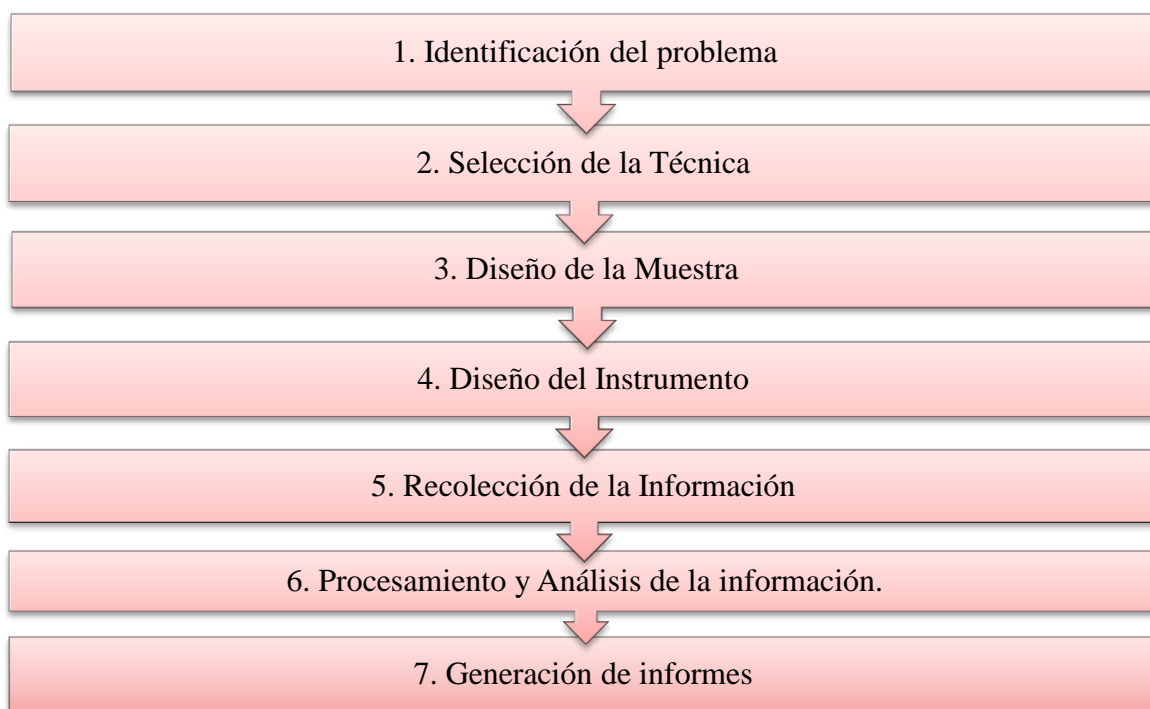 1. Identificación del problema
2. Selección de la Técnica
3. Diseño de la Muestra
4. Diseño del Instrumento
5. Recolección de la Información
6. Procesamiento y Análisis de la información.
7. Generación de informes